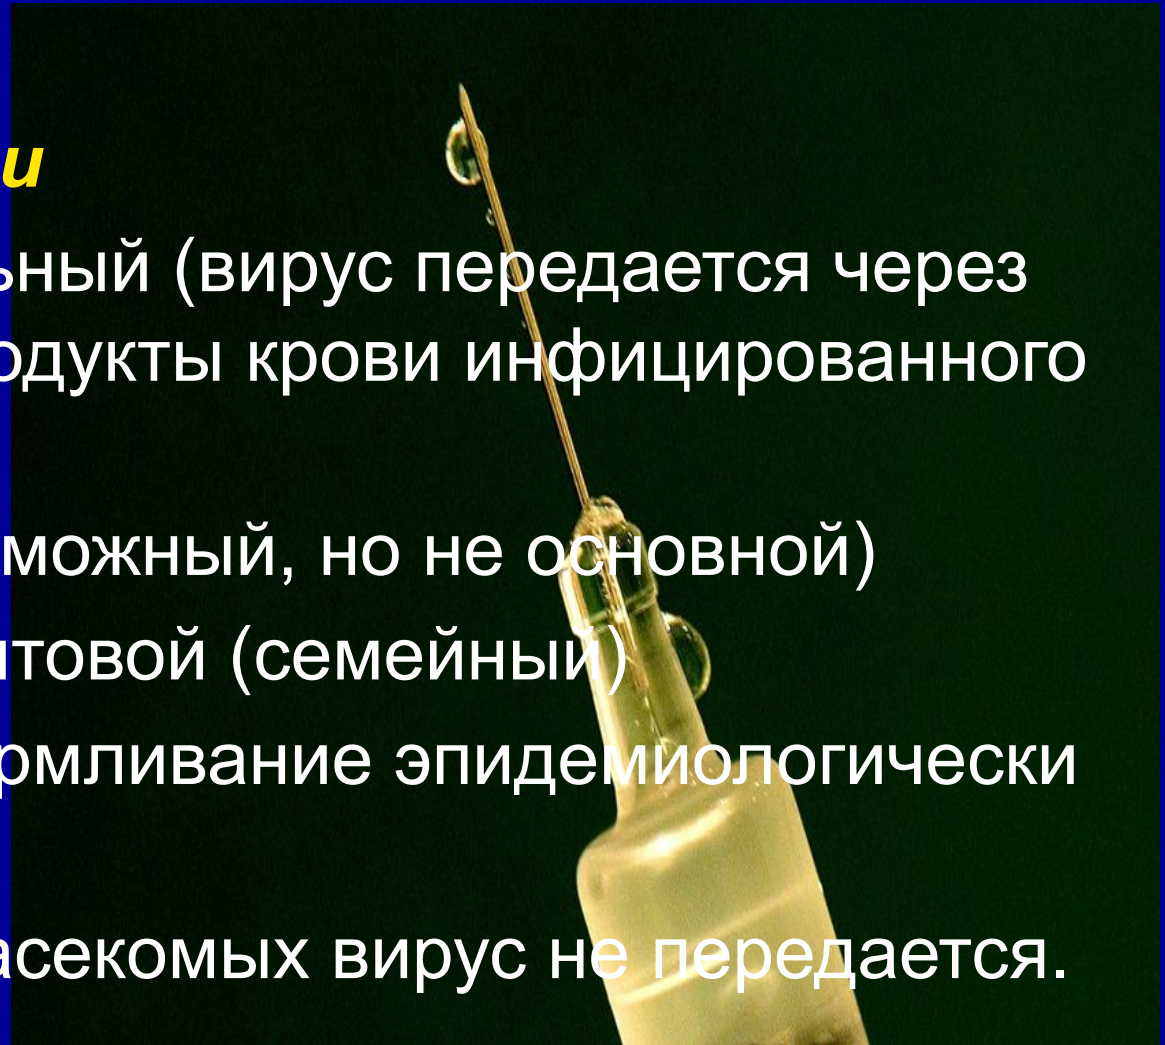 и
ьный (вирус передается через
одукты крови инфицированного
можный, но не основной)
товой (семейный)
рмливание эпидемиологически
асекомых вирус не передается.